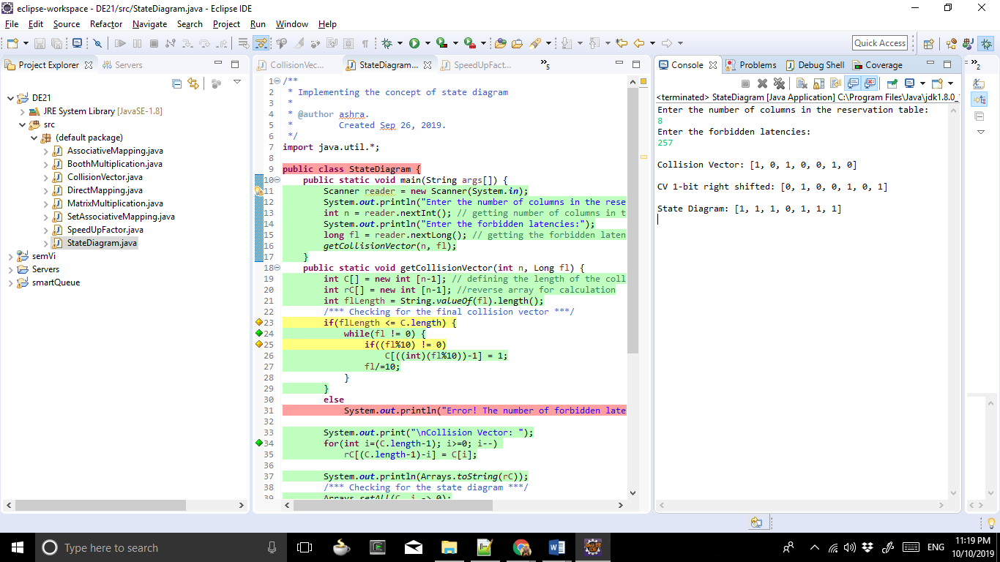 eclipse-workspace - DE21/src/StateDiagram.java - Eclipse IDE
File Edit Source Refactor Navigate Search Project Run Window Help
Quick Access
Project Explorer Servers
DE21
JRE System Library [JavaSE-1.8]
src
(default package)
AssociativeMapping.java
BoothMultiplication.java
CollisionVector.java
DirectMapping.java
MatrixMultiplication.java
SetAssociativeMapping.java
SpeedUpFactor.java
StateDiagram.java
semVi
Servers
smartQueue
CollisionVec... StateDiagram... SpeedUpFact... »5
1 /**
2 * Implementing the concept of state diagram
3 *
4 * @author ashra.
5 * Created Sep 26, 2019.
6 */
7 import java.util.*;
8
9 public class StateDiagram {
10 public static void main(String args[]) {
11 Scanner reader = new Scanner(System.in);
12 System.out.println("Enter the number of columns in the rese
13 int n = reader.nextInt(); // getting number of columns in t
14 System.out.println("Enter the forbidden latencies:");
15 long fl = reader.nextLong(); // getting the forbidden laten
16 getCollisionVector(n, fl);
17 }
18 public static void getCollisionVector(int n, Long fl) {
19 int C[] = new int [n-1]; // defining the length of the coll
20 int rC[] = new int [n-1]; //reverse array for calculation
21 int flLength = String.valueOf(fl).length();
22 /*** Checking for the final collision vector ***/
23 if(flLength <= C.length) {
24 while(fl != 0) {
25 if((fl%10) != 0)
26 C[((int)(fl%10))-1] = 1;
27 fl/=10;
28 }
29 }
30 else
31 System.out.println("Error! The number of forbidden late
32
33 System.out.print("\nCollision Vector: ");
34 for(int i=(C.length-1); i>=0; i--)
35 rC[(C.length-1)-i] = C[i];
36
37 System.out.println(Arrays.toString(rC));
38 /*** Checking for the state diagram ***/
39 Arrays.setAll(C, i -> 0);
Console Problems Debug Shell Coverage »2
<terminated> StateDiagram [Java Application] C:\Program Files\Java\jdk1.8.0_
Enter the number of columns in the reservation table:
8
Enter the forbidden latencies:
257
Collision Vector: [1, 0, 1, 0, 0, 1, 0]
CV 1-bit right shifted: [0, 1, 0, 0, 1, 0, 1]
State Diagram: [1, 1, 1, 0, 1, 1, 1]
Type here to search
ENG
11:19 PM
10/10/2019